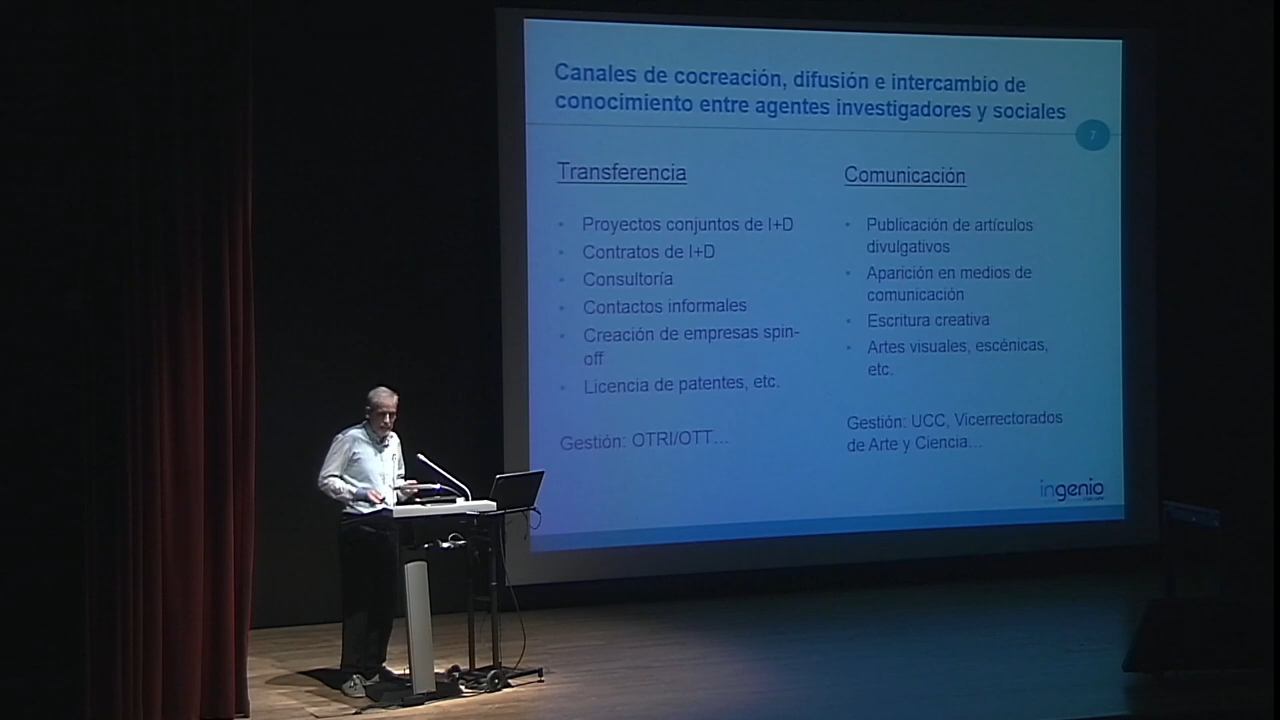 Canales de cocreación, difusión e intercambio de
conocimiento entre agentes investigadores y sociales
7
Transferencia
• Proyectos conjuntos de I+D
• Contratos de I+D
• Consultoría
• Contactos informales
• Creación de empresas spin-
off
• Licencia de patentes, etc.
Gestión: OTRI/OTT…
Comunicación
• Publicación de artículos
divulgativos
• Aparición en medios de
comunicación
• Escritura creativa
• Artes visuales, escénicas,
etc.
Gestión: UCC, Vicerrectorados
de Arte y Ciencia…
ingenio